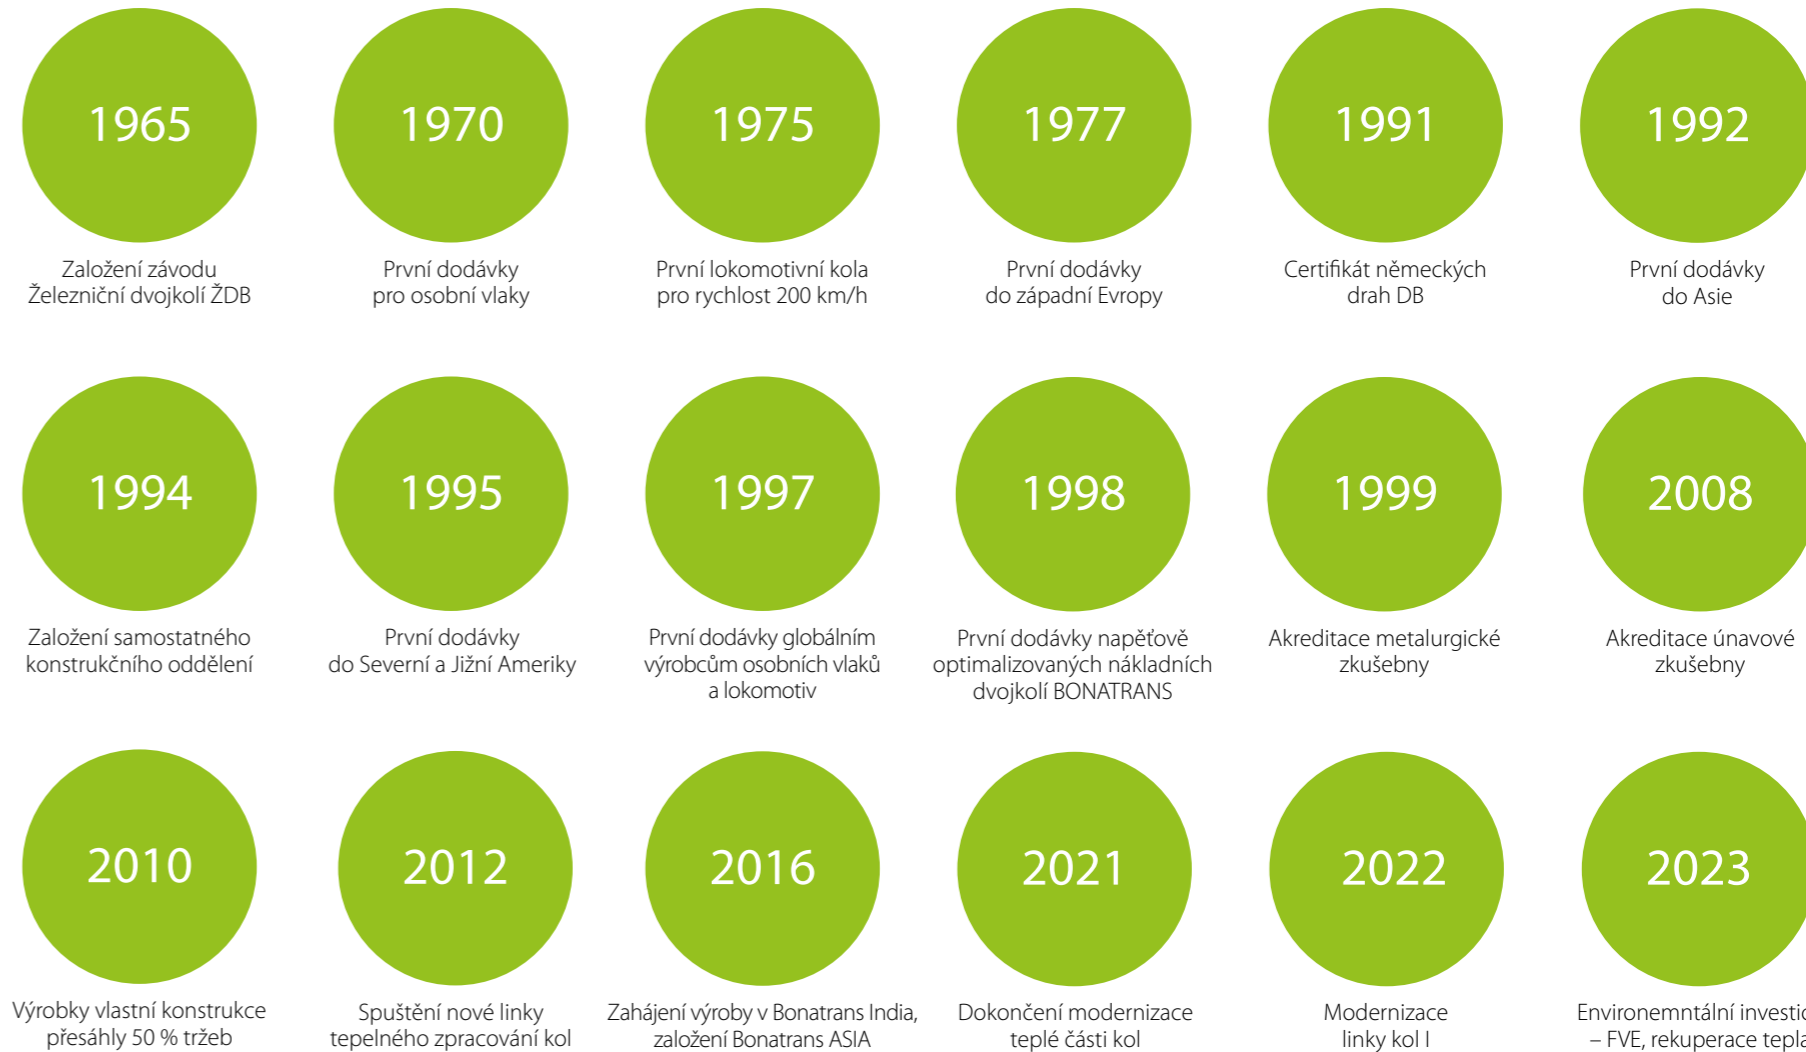 1965
Založení závodu
Železniční dvojkolí ŽDB
1970
První dodávky
pro osobní vlaky
1975
První lokomotivní kola
pro rychlost 200 km/h
1977
První dodávky
do západní Evropy
1991
Certifikát německých
drah DB
1992
První dodávky
do Asie
1994
Založení samostatného
konstrukčního oddělení
1995
První dodávky
do Severní a Jižní Ameriky
1997
První dodávky globálním
výrobcům osobních vlaků
a lokomotiv
1998
První dodávky napěťově
optimalizovaných nákladních
dvojkolí BONATRANS
1999
Akreditace metalurgické
zkušebny
2008
Akreditace únavové
zkušebny
2010
Výrobky vlastní konstrukce
přesáhly 50 % tržeb
2012
Spuštění nové linky
tepelného zpracování kol
2016
Zahájení výroby v Bonatrans India,
založení Bonatrans ASIA
2021
Dokončení modernizace
teplé části kol
2022
Modernizace
linky kol I
2023
Environemntální investic
– FVE, rekuperace tepla